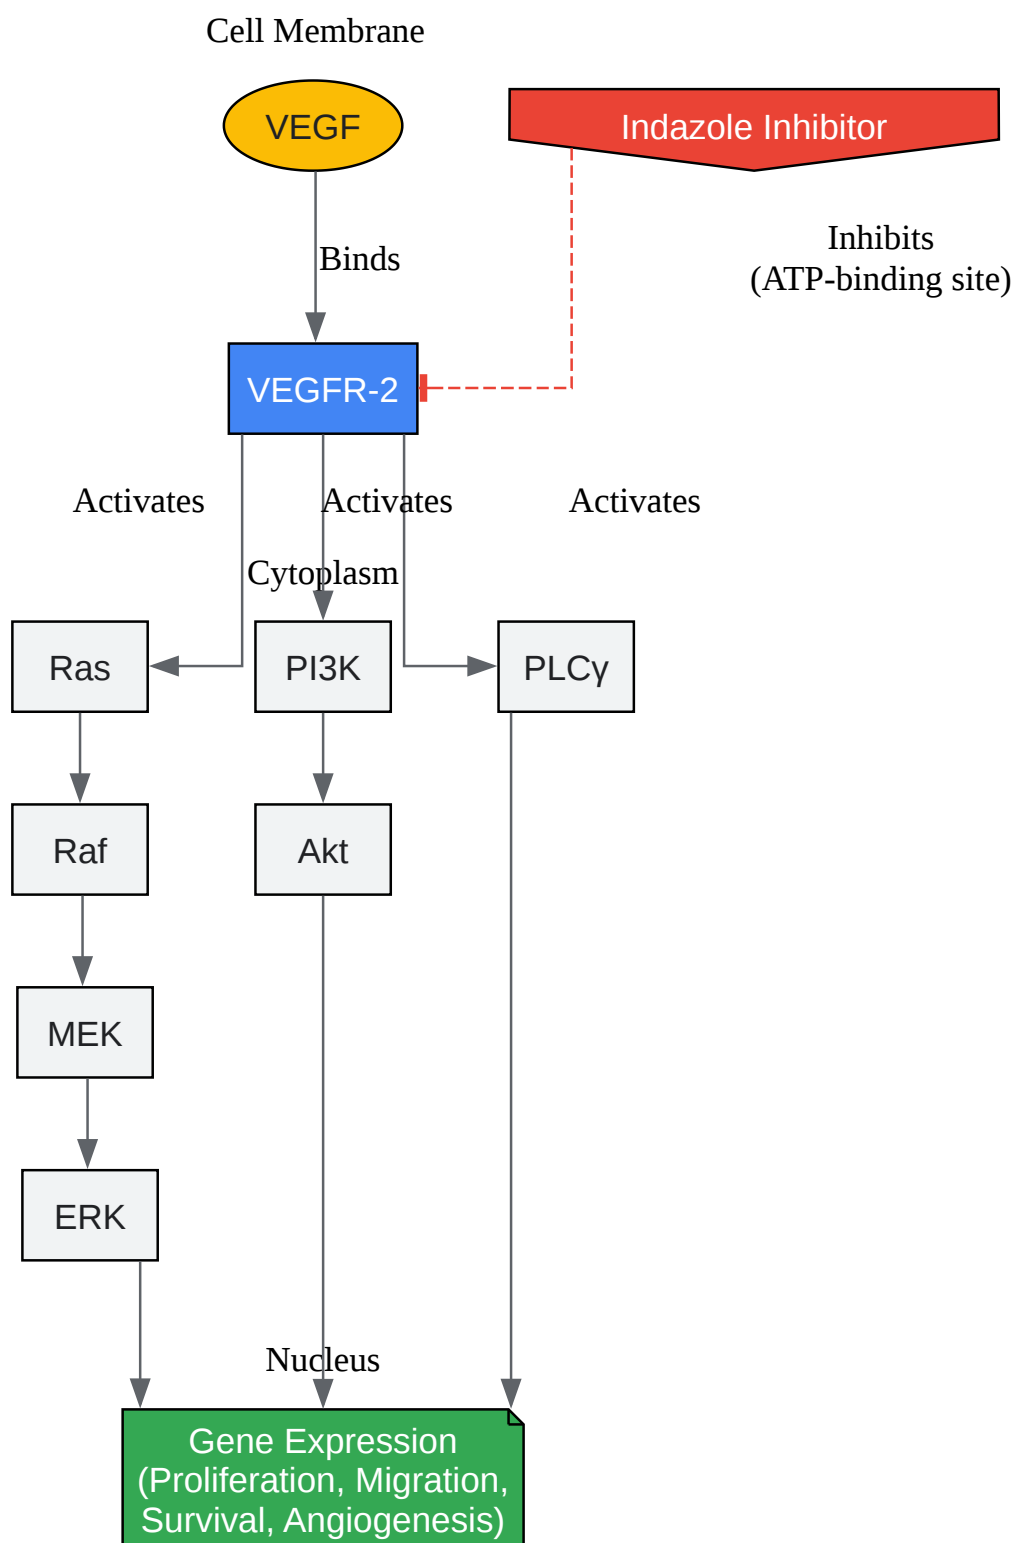 Cell Membrane
VEGF
Indazole Inhibitor
Binds
Inhibits
(ATP-binding site)
VEGFR-2
Activates
Activates
Activates
Cytoplasm
Ras
PI3K
PLCγ
Raf
Akt
MEK
ERK
Nucleus
Gene Expression
(Proliferation, Migration,
Survival, Angiogenesis)